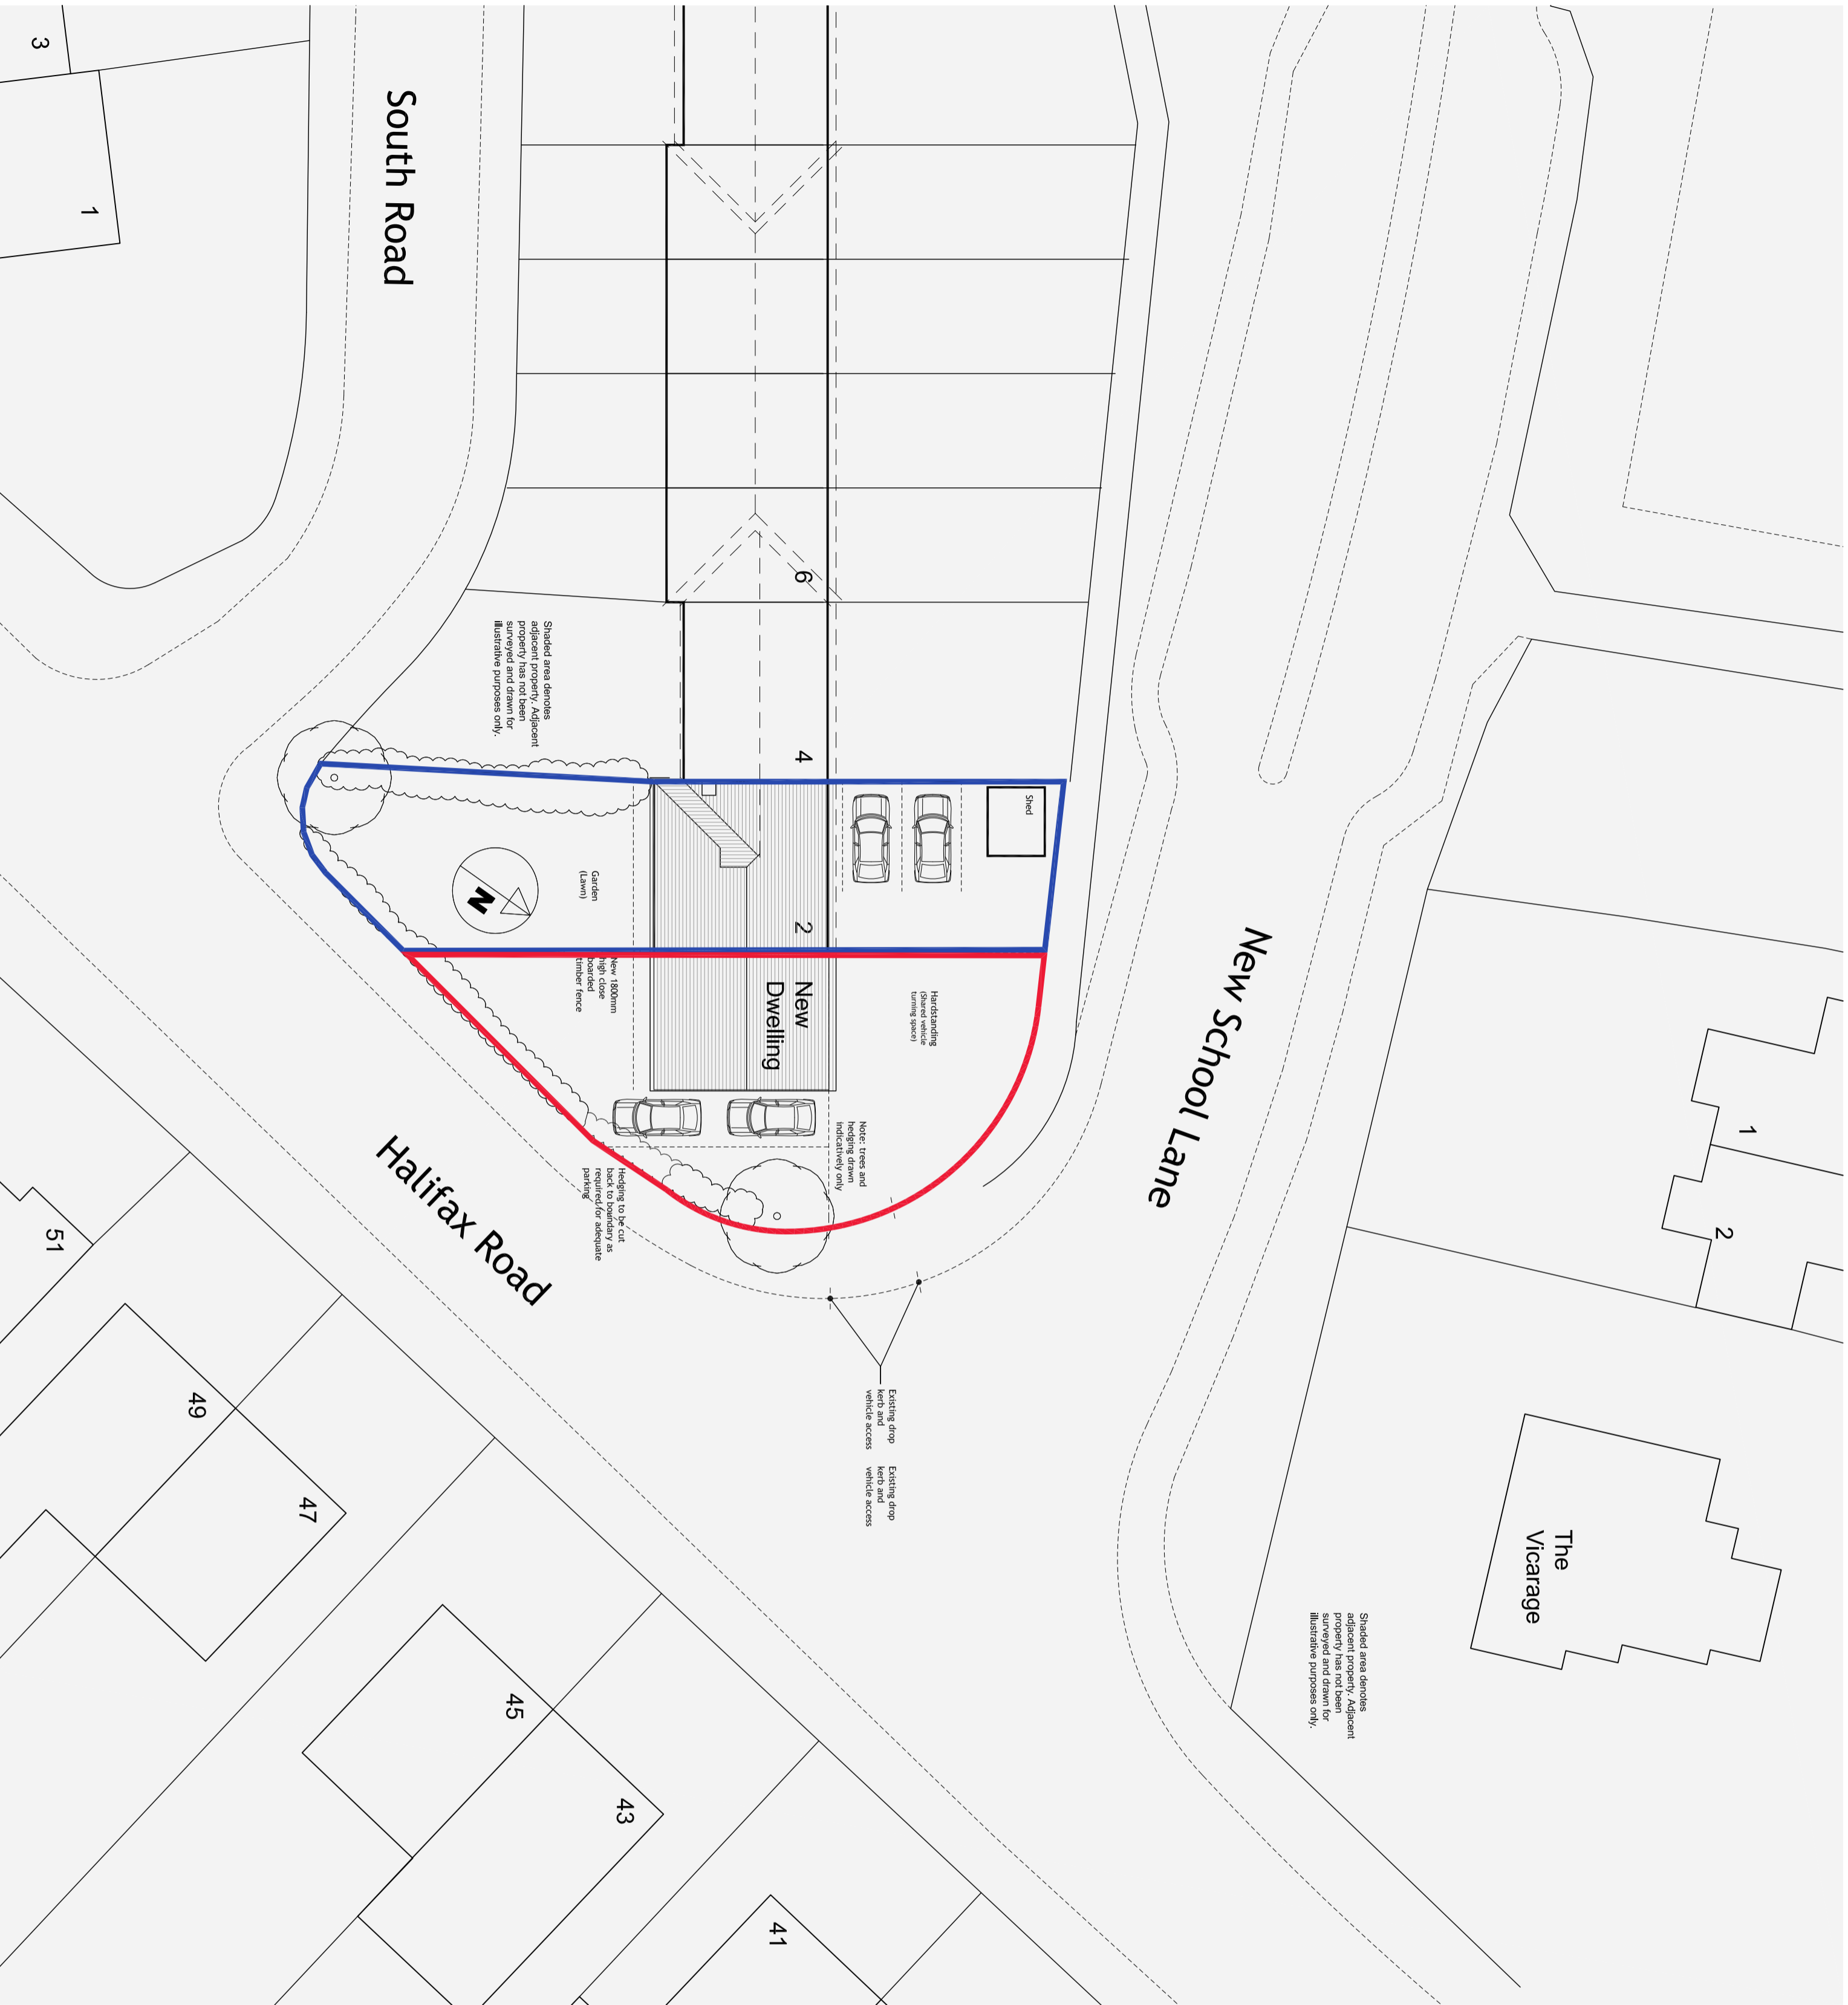 3
1
South Road
6
Shaded area denotes
adjacent property. Adjacent
property has not been
surveyed and drawn for
illustrative purposes only.
4
Shed
Garden
(Lawn)
N
2
New 1800mm
high close
boarded
timber fence
New
Dwelling
Hardstanding
(Shared vehicle
turning space)
Note: trees and
hedging drawn
indicatively only
Hedging to be cut
back to boundary as
required for adequate
parking
New School Lane
Halifax Road
Existing drop
kerb and
vehicle access
Existing drop
kerb and
vehicle access
1
2
The
Vicarage
Shaded area denotes
adjacent property. Adjacent
property has not been
surveyed and drawn for
illustrative purposes only.
51
49
47
45
43
41